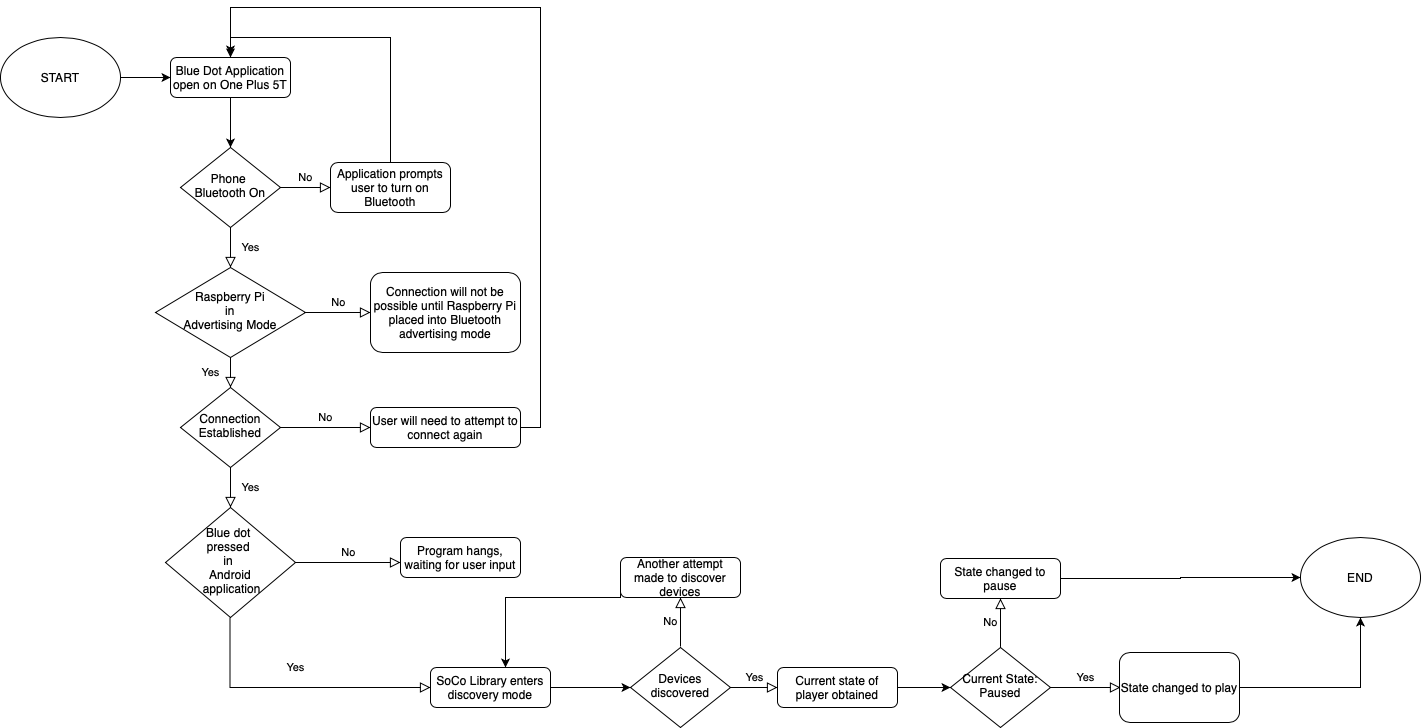 START
Blue Dot Application
open on One Plus 5T
Phone
Bluetooth On
No
Application prompts
user to turn on
Bluetooth
Yes
Raspberry Pi
in
Advertising Mode
No
Connection will not be
possible until Raspberry Pi
placed into Bluetooth
advertising mode
Yes
Connection
Established
No
User will need to attempt to
connect again
Yes
Blue dot
pressed
in
Android
application
No
Program hangs,
waiting for user input
Yes
SoCo Library enters
discovery mode
Devices
discovered
No
Another attempt
made to discover
devices
Yes
Current state of
player obtained
Current State:
Paused
No
State changed to
pause
Yes
State changed to play
END